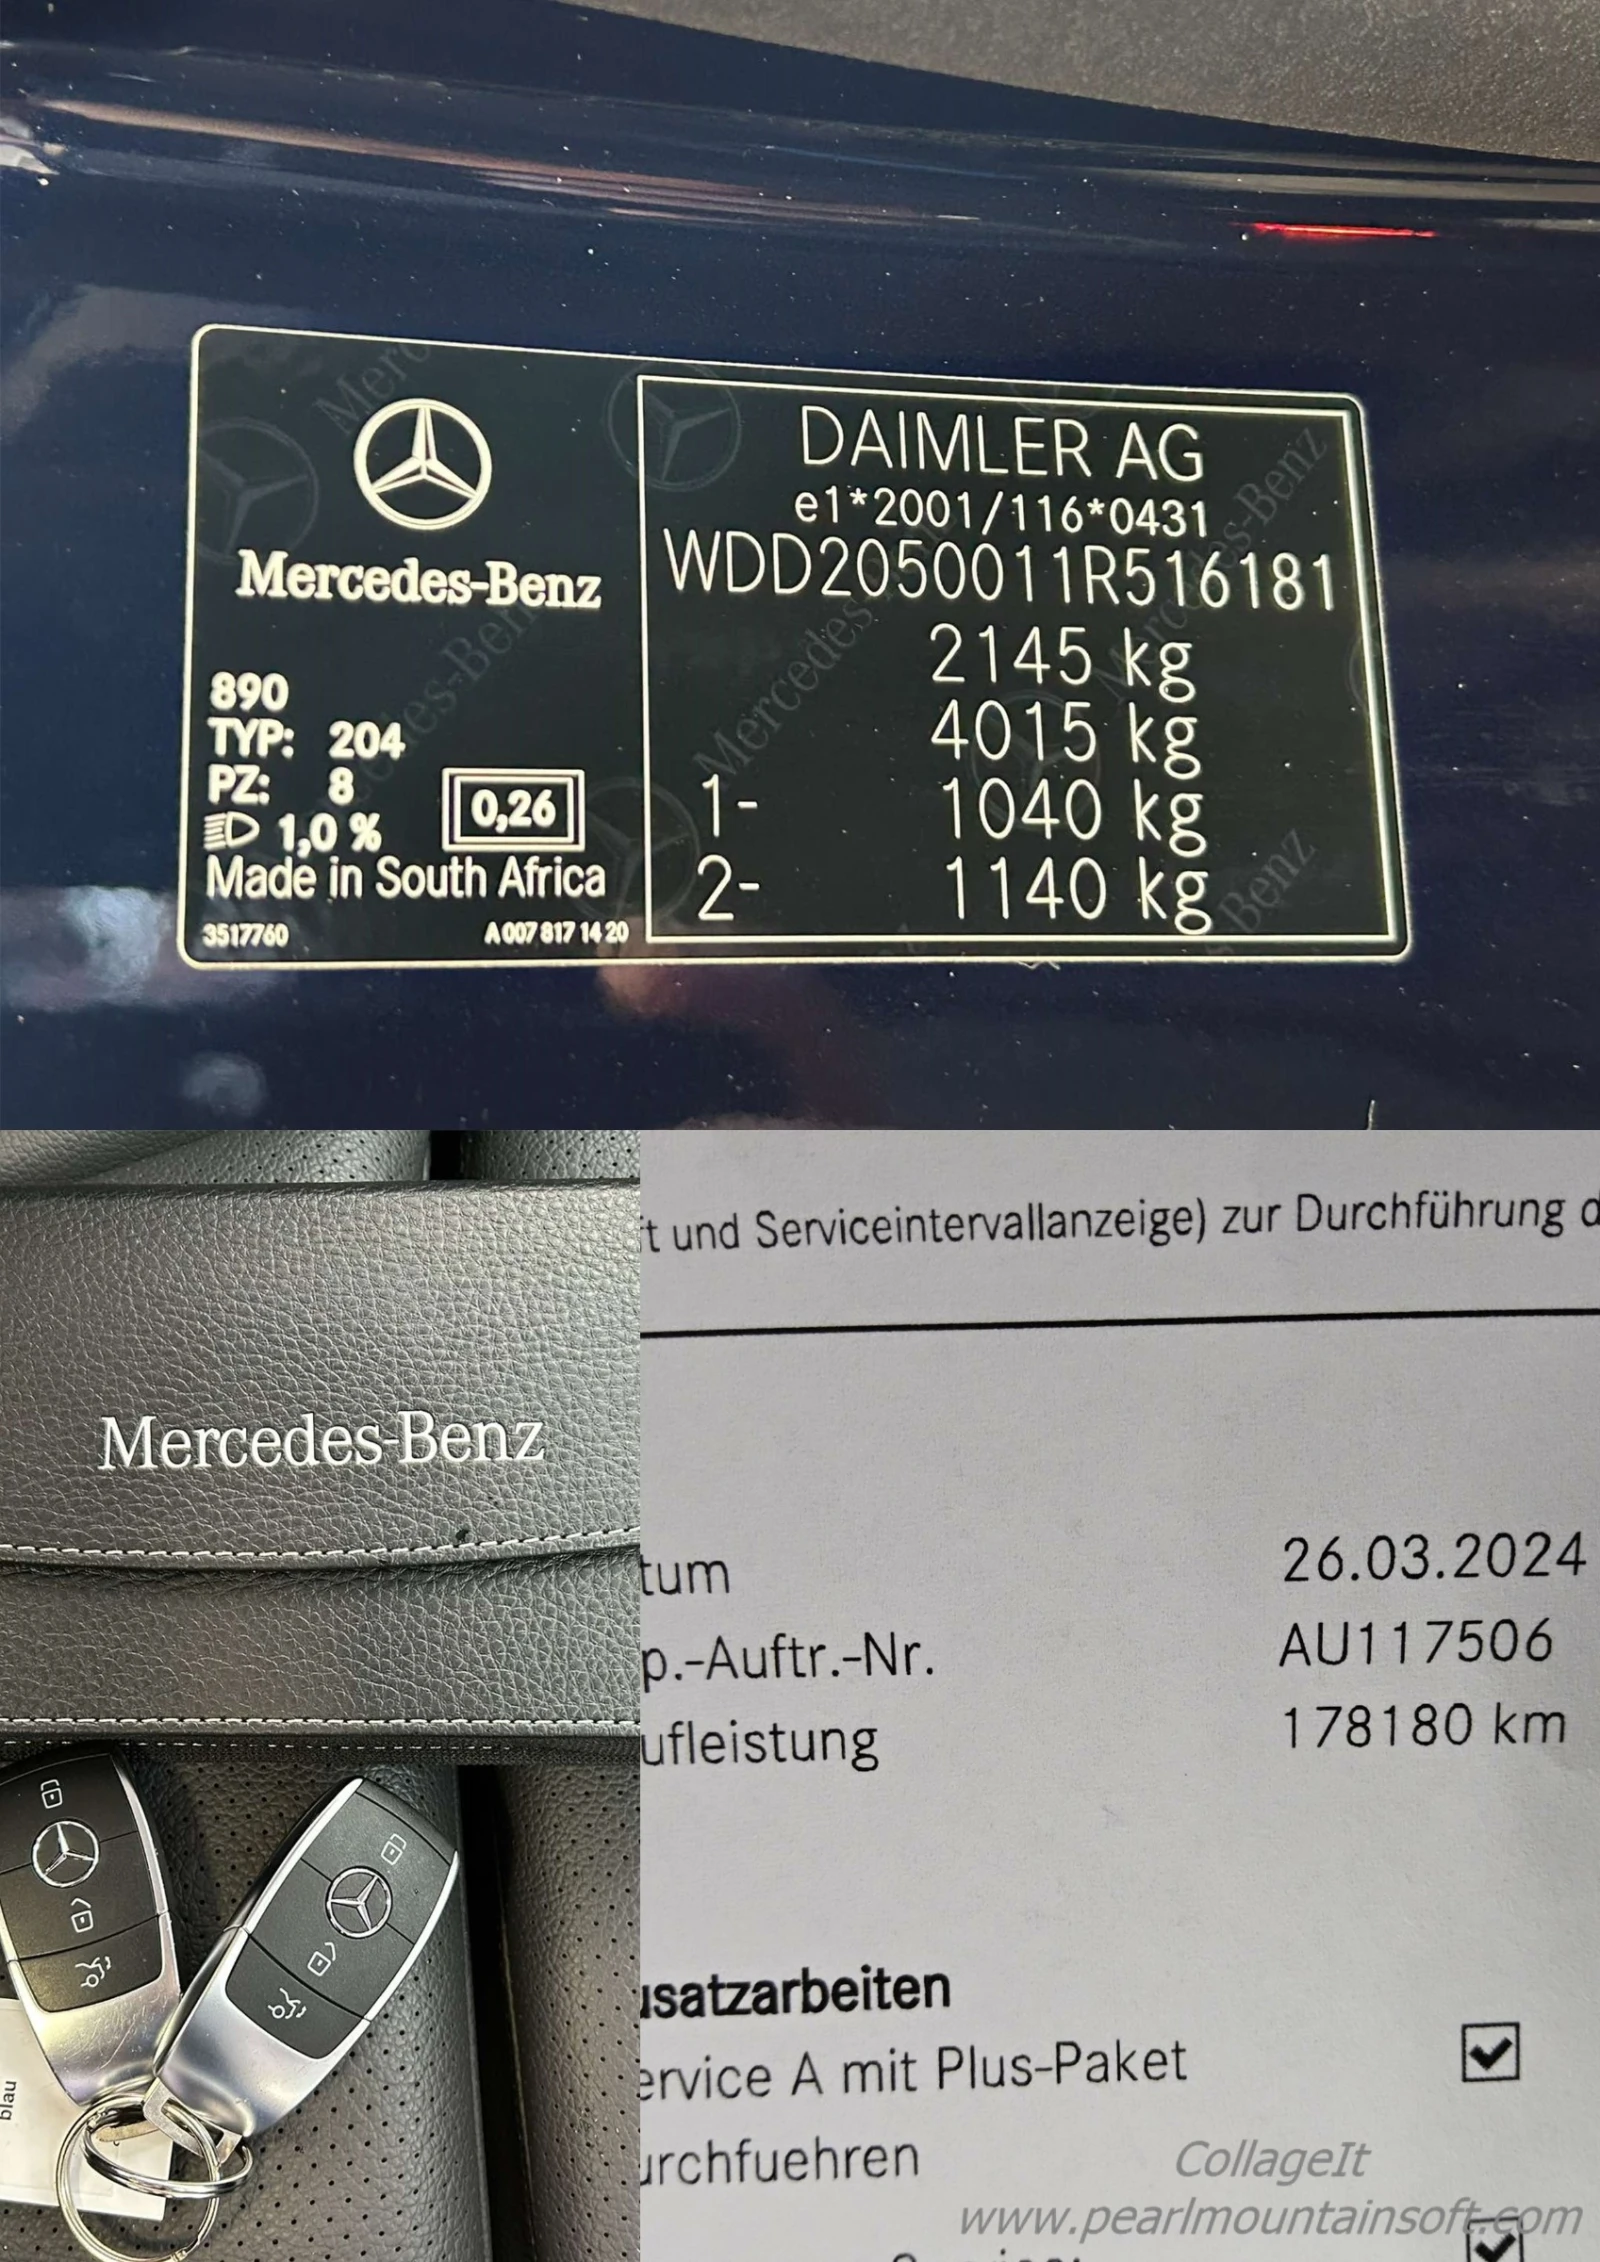 DAIMLER AG
e1*2001/116*0431
WDD2050011R516181
2145 kg
4015 kg
1- 1040 kg
2- 1140 kg
Mercedes-Benz
890
TYP: 204
PZ: 8
1,0 %
0,26
Made in South Africa
3517760
A 007 817 14 20
Mercedes-Benz
blau
t und Serviceintervallanzeige) zur Durchführung d
tum 26.03.2024
p.-Auftr.-Nr. AU117506
ufleistung 178180 km
usatzarbeiten
ervice A mit Plus-Paket
urchfuehren
CollageIt
www.pearlmountainsoft.com